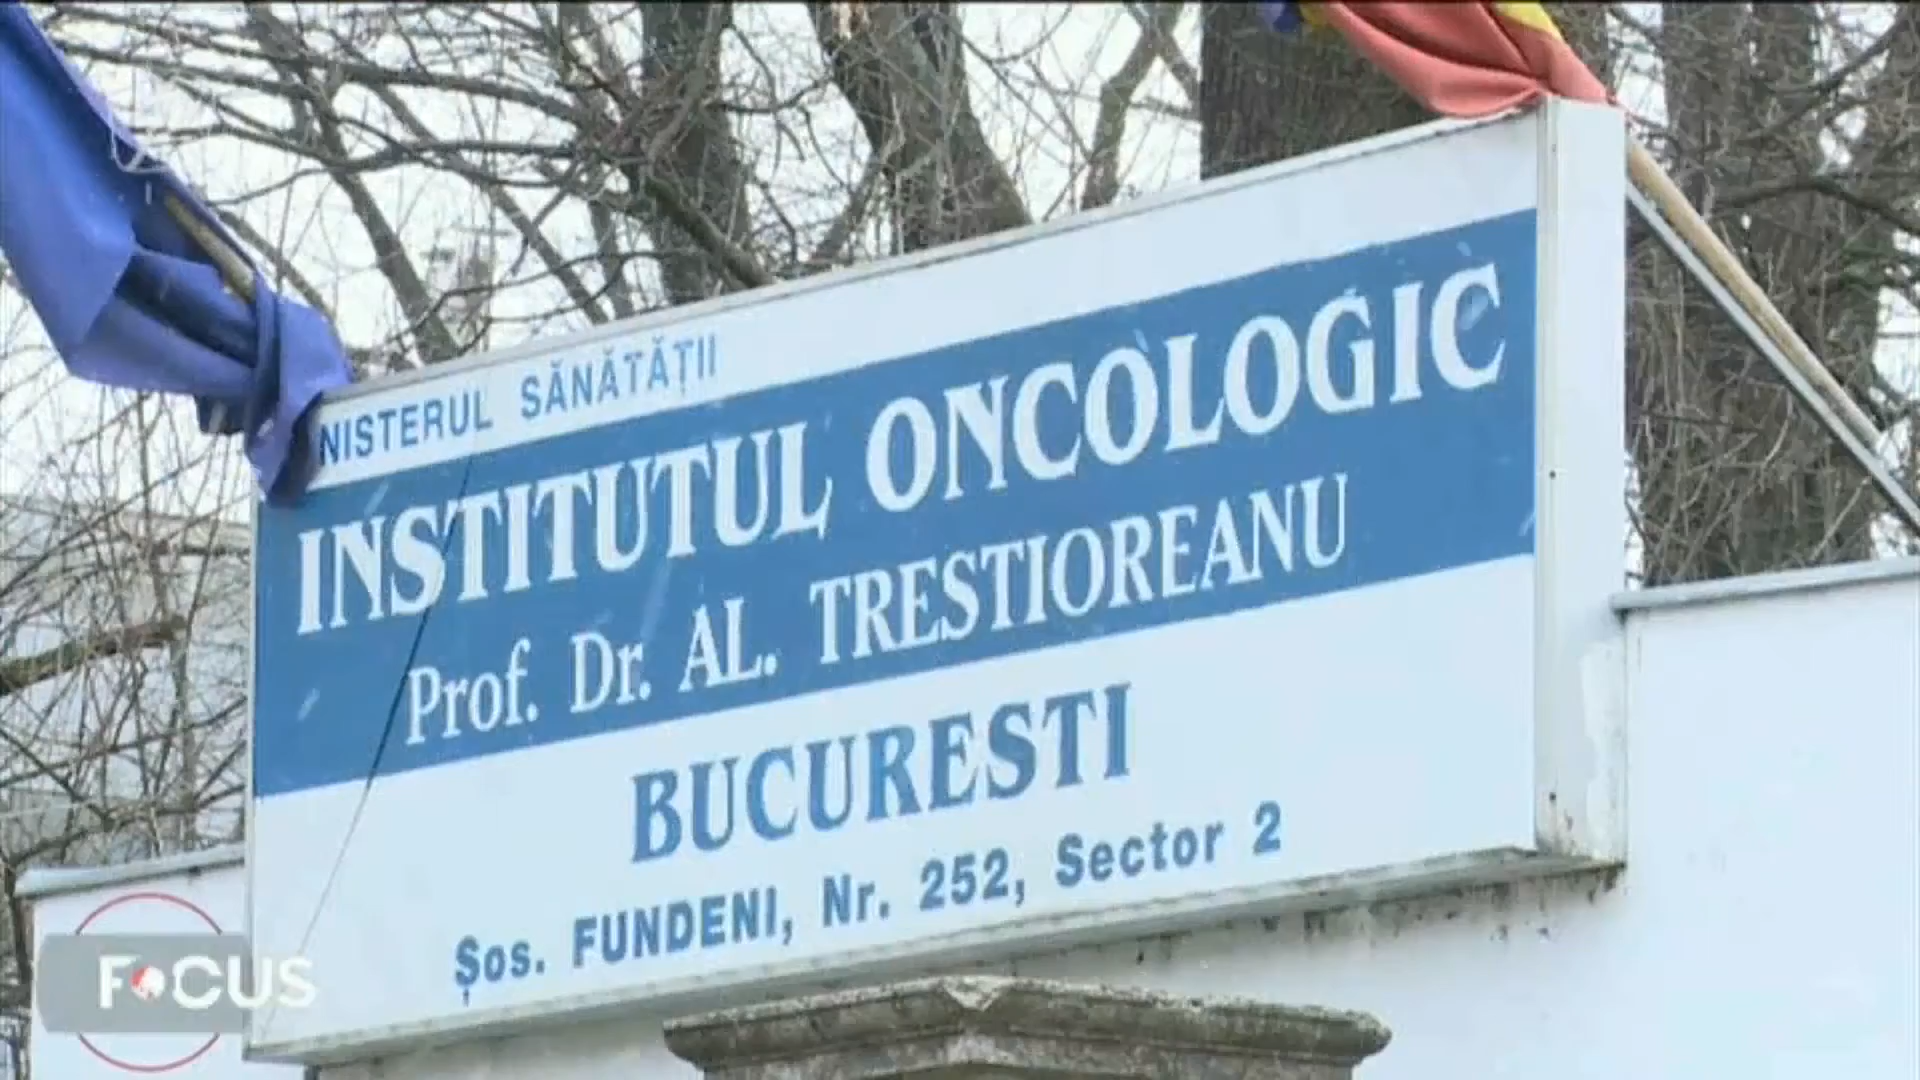 NISTERUL SĂNĂTĂȚII
INSTITUTUL ONCOLOGIC
Prof. Dr. AL. TRESTIOREANU
BUCURESTI
Șos. FUNDENI, Nr. 252, Sector 2
FOCUS